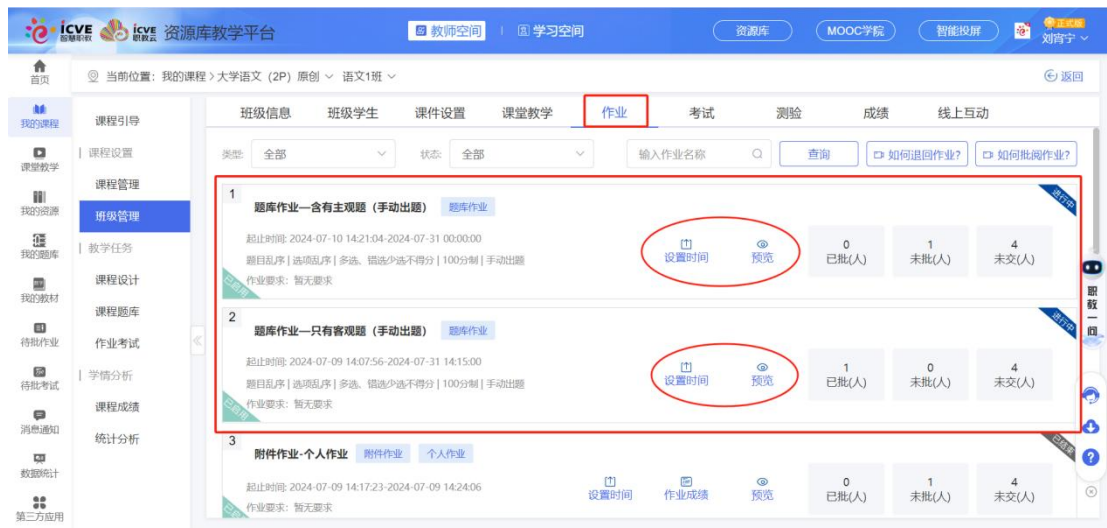 icve 智慧职教 icve 职教云 资源库教学平台 教师空间 学习空间 资源库 MOOC学院 智能投屏 正式版 刘宵宁
首页
当前位置：我的课程 > 大学语文（2P）原创 语文1班 返回
我的课程
课堂教学
我的资源
我的题库
我的教材
待批作业
待批考试
消息通知
数据统计
第三方应用
课程引导
课程设置
课程管理
班级管理
教学任务
课程设计
课程题库
作业考试
学情分析
课程成绩
统计分析
班级信息 班级学生 课件设置 课堂教学 作业 考试 测验 成绩 线上互动
类型: 全部 状态: 全部 输入作业名称 查询 如何退回作业? 如何批阅作业?
1 进行中
题库作业—含有主观题（手动出题） 题库作业
起止时间: 2024-07-10 14:21:04-2024-07-31 00:00:00
设置时间 预览 0 已批(人) 1 未批(人) 4 未交(人)
题目乱序 | 选项乱序 | 多选、错选少选不得分 | 100分制 | 手动出题
作业要求：暂无要求
已启用
2 进行中
题库作业—只有客观题（手动出题） 题库作业
起止时间: 2024-07-09 14:07:56-2024-07-31 14:15:00
设置时间 预览 1 已批(人) 0 未批(人) 4 未交(人)
题目乱序 | 选项乱序 | 多选、错选少选不得分 | 100分制 | 手动出题
作业要求：暂无要求
已启用
3 已结束
附件作业-个人作业 附件作业 个人作业
起止时间: 2024-07-09 14:17:23-2024-07-09 14:24:06
设置时间 作业成绩 预览 0 已批(人) 1 未批(人) 4 未交(人)
作业要求：暂无要求
已启用
职教一问